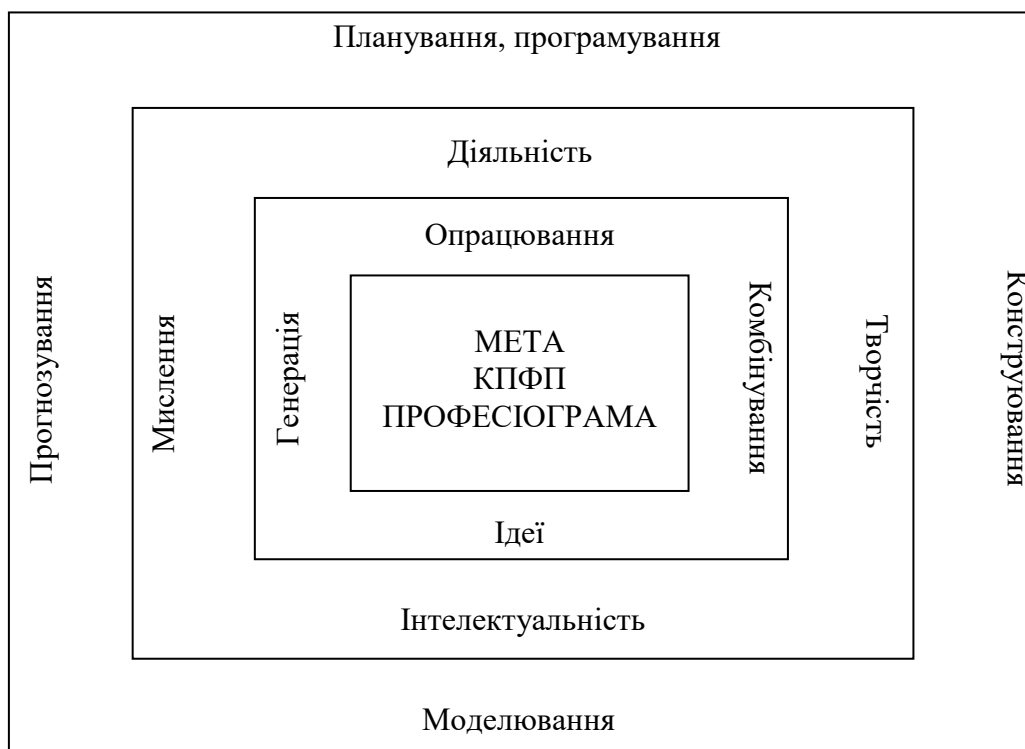 Планування, програмування
Діяльність
Опрацювання
Прогнозування
Мислення
Генерація
МЕТА
КПФП
ПРОФЕСІОГРАМА
Комбінування
Творчість
Конструювання
Ідеї
Інтелектуальність
Моделювання